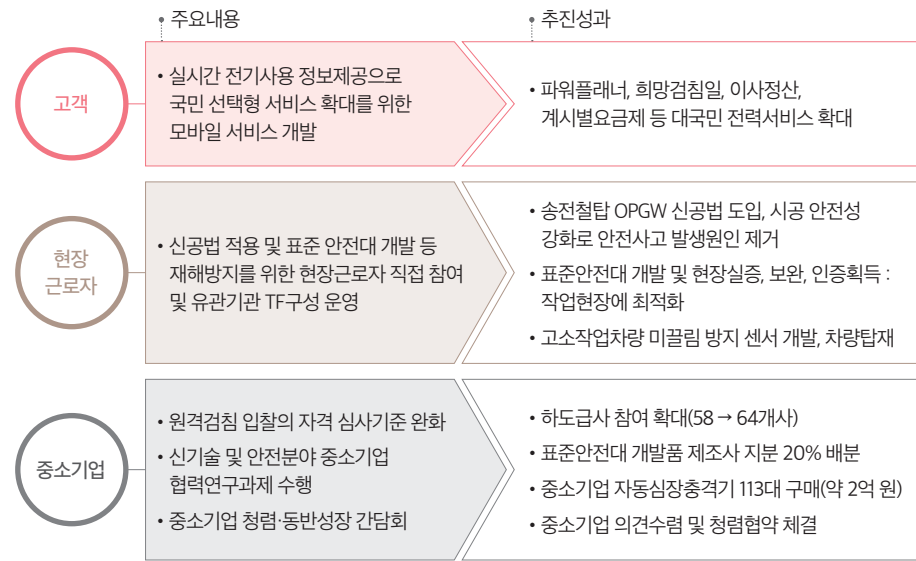 주요내용
추진성과
고객
• 실시간 전기사용 정보제공으로
국민 선택형 서비스 확대를 위한
모바일 서비스 개발
• 파워플래너, 희망검침일, 이사정산,
계시별요금제 등 대국민 전력서비스 확대
현장
근로자
• 신공법 적용 및 표준 안전대 개발 등
재해방지를 위한 현장근로자 직접 참여
및 유관기관 TF구성 운영
• 송전철탑 OPGW 신공법 도입, 시공 안전성
강화로 안전사고 발생원인 제거
• 표준안전대 개발 및 현장실증, 보완, 인증획득 :
작업현장에 최적화
• 고소작업차량 미끌림 방지 센서 개발, 차량탑재
중소기업
• 원격검침 입찰의 자격 심사기준 완화
• 신기술 및 안전분야 중소기업
협력연구과제 수행
• 중소기업 청렴·동반성장 간담회
• 하도급사 참여 확대(58 → 64개사)
• 표준안전대 개발품 제조사 지분 20% 배분
• 중소기업 자동심장충격기 113대 구매(약 2억 원)
• 중소기업 의견수렴 및 청렴협약 체결